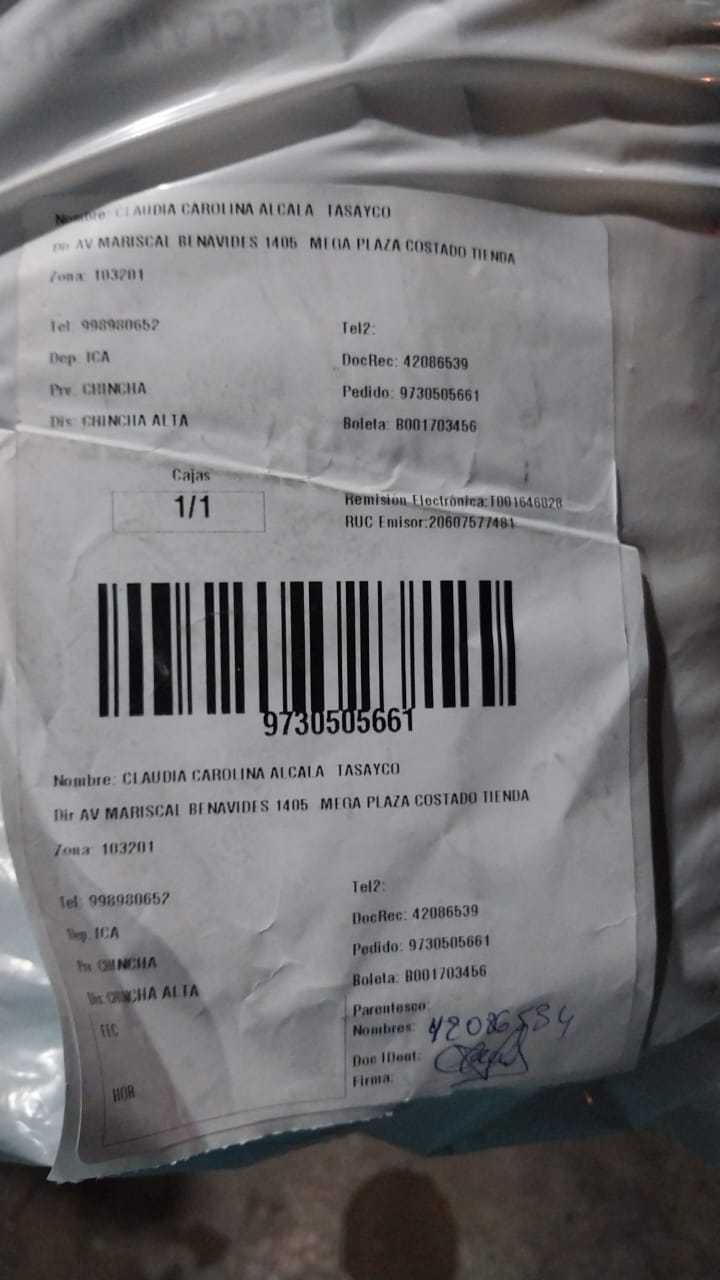 Nombre: CLAUDIA CAROLINA ALCALA TASAYCO
Dir AV MARISCAL BENAVIDES 1405 MEGA PLAZA COSTADO TIENDA
Zona: 103201
Tel: 998980652
Tel2:
Dep. ICA
DocRec: 42086539
Prv. CHINCHA
Pedido: 9730505661
Dis: CHINCHA ALTA
Boleta: B001703456
Cajas
1/1
Remision Electrònica:T001646028
RUC Emisor:20607577481
9730505661
Nombre: CLAUDIA CAROLINA ALCALA TASAYCO
Dir AV MARISCAL BENAVIDES 1405 MEGA PLAZA COSTADO TIENDA
Zona: 103201
Tel: 998980652
Tel2:
Dep. ICA
DocRec: 42086539
Prv. CHINCHA
Pedido: 9730505661
Dis: CHINCHA ALTA
Boleta: B001703456
FEC
Parentesco:
Nombres:
Doc IDent:
HOR
Firma: